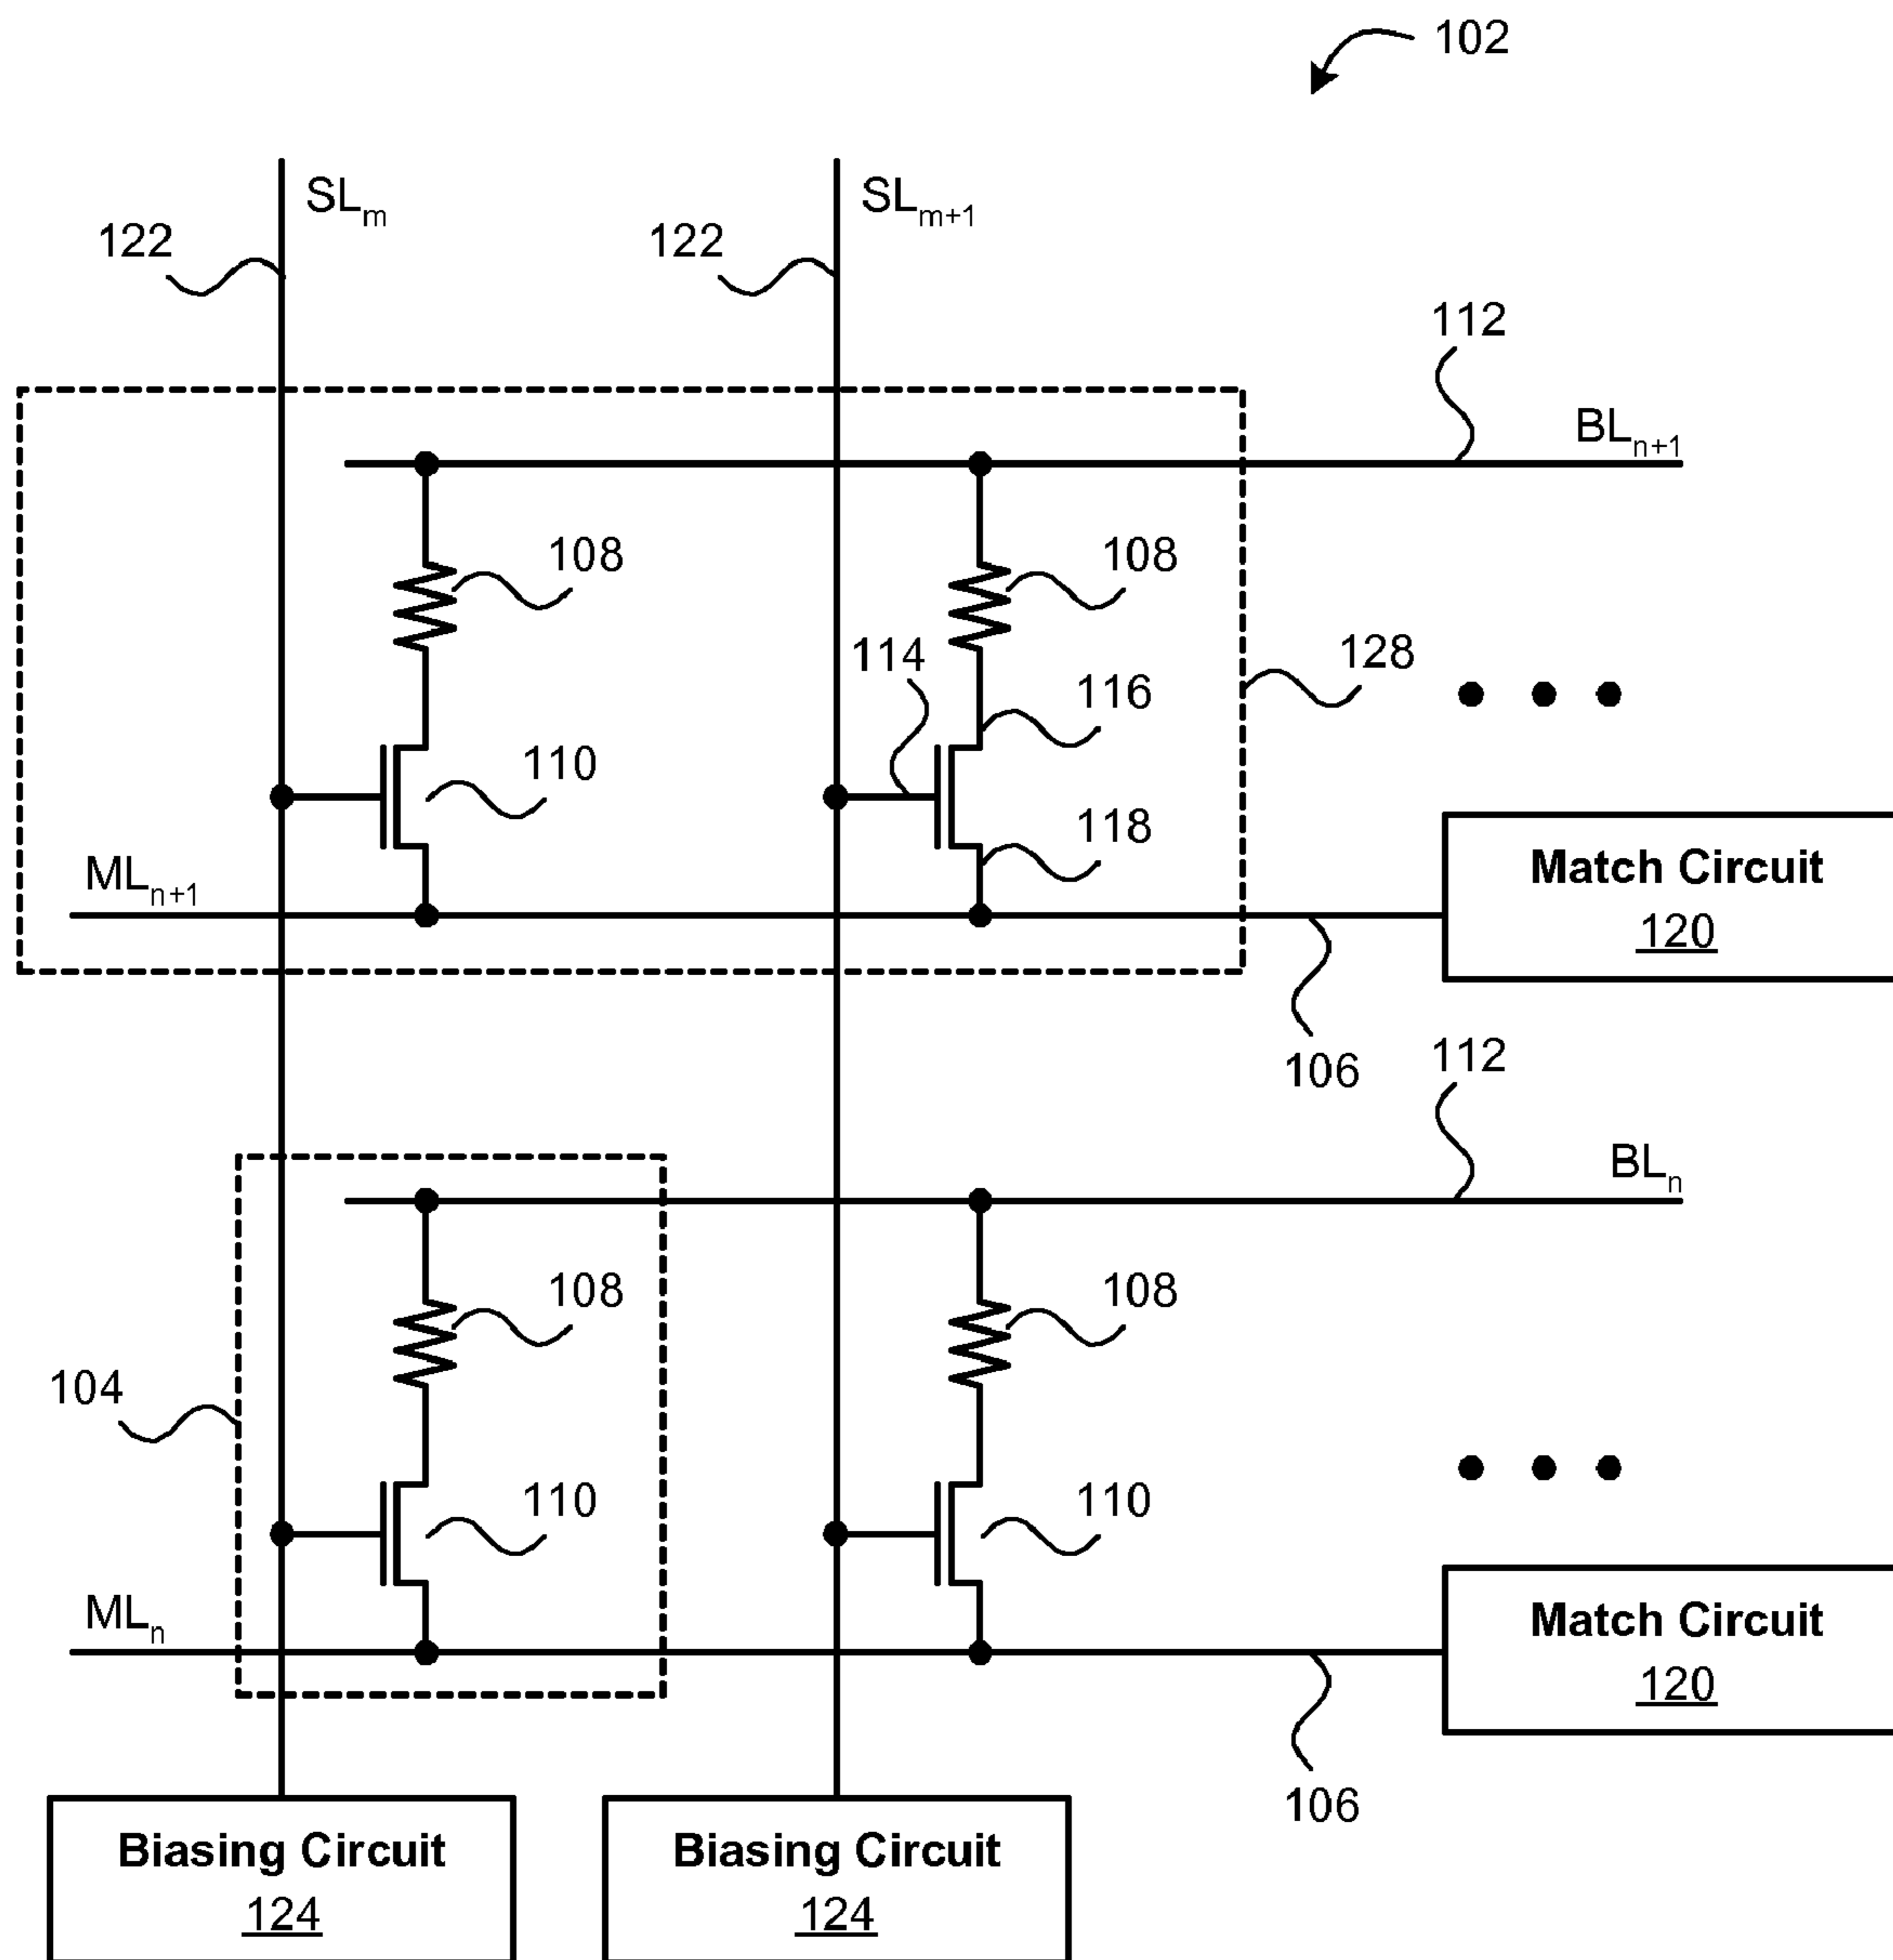 102
SLₘ
SLₘ₊₁
122
122
112
BLₙ₊₁
108
108
114
128
116
110
118
MLₙ₊₁
Match Circuit
120
106
112
BLₙ
108
108
104
110
110
MLₙ
Match Circuit
120
106
Biasing Circuit
124
Biasing Circuit
124